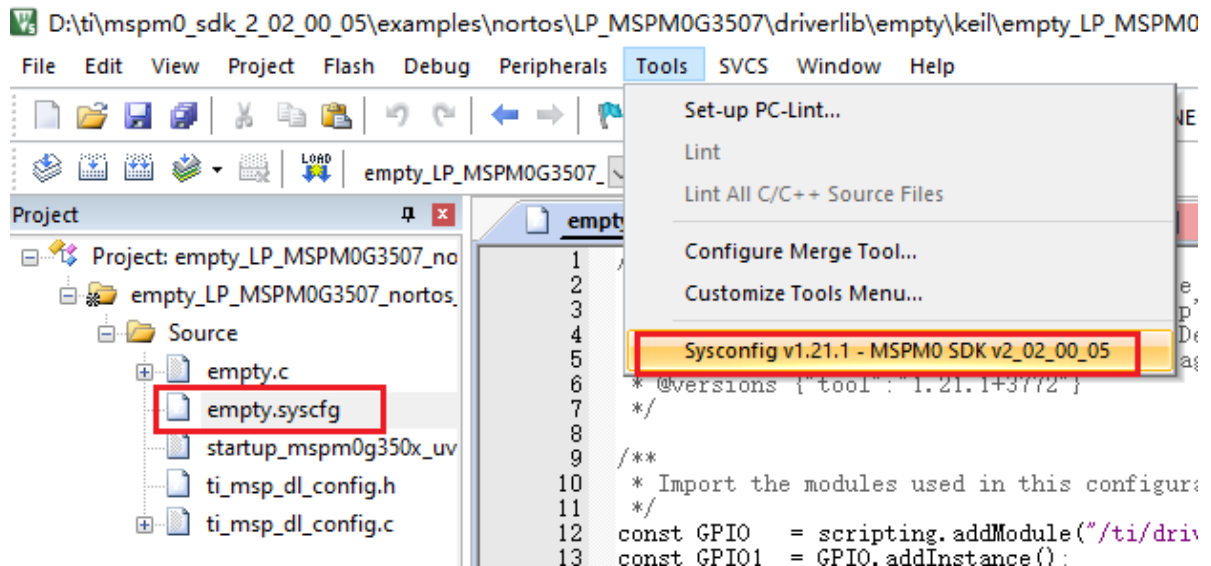 D:\ti\mspm0_sdk_2_02_00_05\examples\nortos\LP_MSPM0G3507\driverlib\empty\keil\empty_LP_MSPM0
File Edit View Project Flash Debug Peripherals Tools SVCS Window Help
Set-up PC-Lint...
Lint
Lint All C/C++ Source Files
Configure Merge Tool...
Customize Tools Menu...
Sysconfig v1.21.1 - MSPM0 SDK v2_02_00_05
LOAD
empty_LP_MSPM0G3507_
Project
Project: empty_LP_MSPM0G3507_no
empty_LP_MSPM0G3507_nortos_
Source
empty.c
empty.syscfg
startup_mspm0g350x_uv
ti_msp_dl_config.h
ti_msp_dl_config.c
empty
1
2
3
4
5
6 * @versions {"tool":"1.21.1+3772"}
7 */
8
9 /**
10 * Import the modules used in this configura
11 */
12 const GPIO = scripting.addModule("/ti/driv
13 const GPIO1 = GPIO.addInstance();